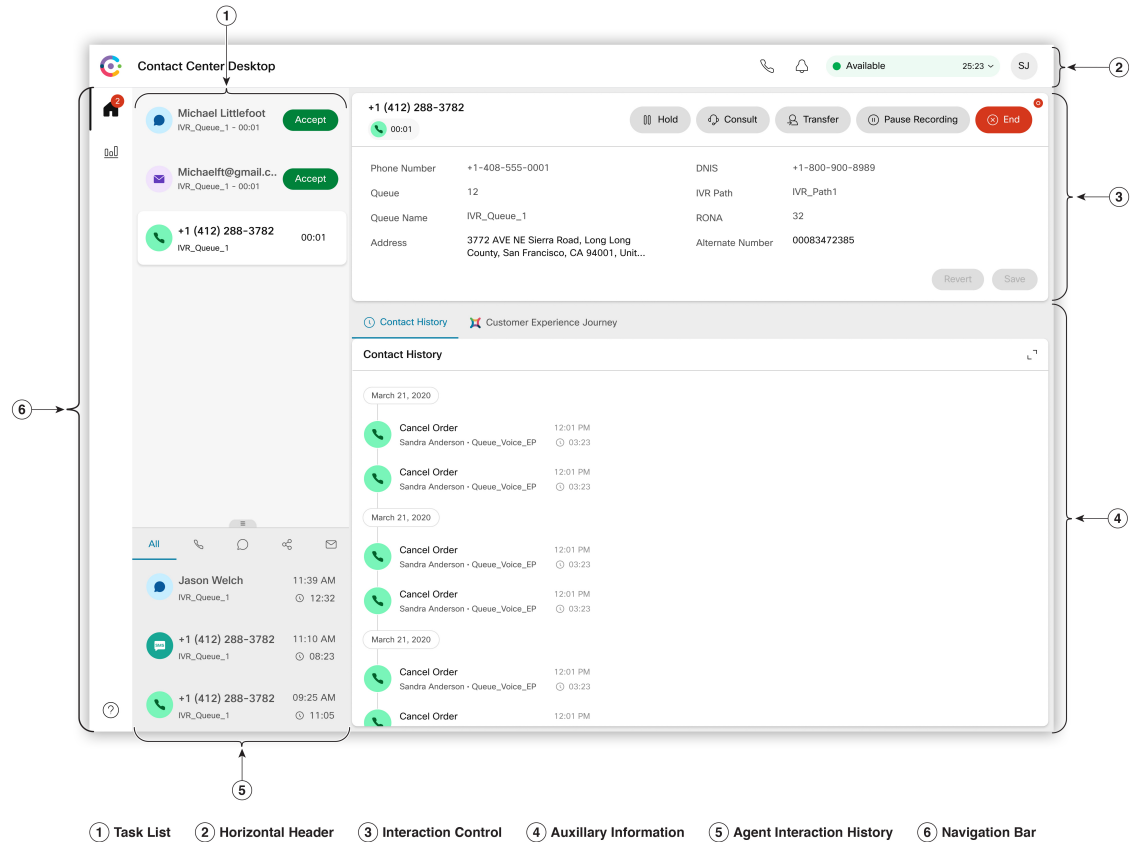 1
Contact Center Desktop
Available 25:23
SJ
2
2
Michael Littlefoot
IVR_Queue_1 - 00:01
Accept
Michaelft@gmail.c..
IVR_Queue_1 - 00:01
Accept
+1 (412) 288-3782
IVR_Queue_1
00:01
+1 (412) 288-3782
00:01
Hold
Consult
Transfer
Pause Recording
End
Phone Number +1-408-555-0001
DNIS +1-800-900-8989
Queue 12
IVR Path IVR_Path1
Queue Name IVR_Queue_1
RONA 32
Address 3772 AVE NE Sierra Road, Long Long
County, San Francisco, CA 94001, Unit...
Alternate Number 00083472385
Revert
Save
3
Contact History
Customer Experience Journey
Contact History
March 21, 2020
Cancel Order 12:01 PM
Sandra Anderson - Queue_Voice_EP 03:23
Cancel Order 12:01 PM
Sandra Anderson - Queue_Voice_EP 03:23
March 21, 2020
Cancel Order 12:01 PM
Sandra Anderson - Queue_Voice_EP 03:23
Cancel Order 12:01 PM
Sandra Anderson - Queue_Voice_EP 03:23
March 21, 2020
Cancel Order 12:01 PM
Sandra Anderson - Queue_Voice_EP 03:23
Cancel Order 12:01 PM
4
6
All
Jason Welch 11:39 AM
IVR_Queue_1 12:32
SMS
+1 (412) 288-3782 11:10 AM
IVR_Queue_1 08:23
+1 (412) 288-3782 09:25 AM
IVR_Queue_1 11:05
?
5
1 Task List 2 Horizontal Header 3 Interaction Control 4 Auxillary Information 5 Agent Interaction History 6 Navigation Bar